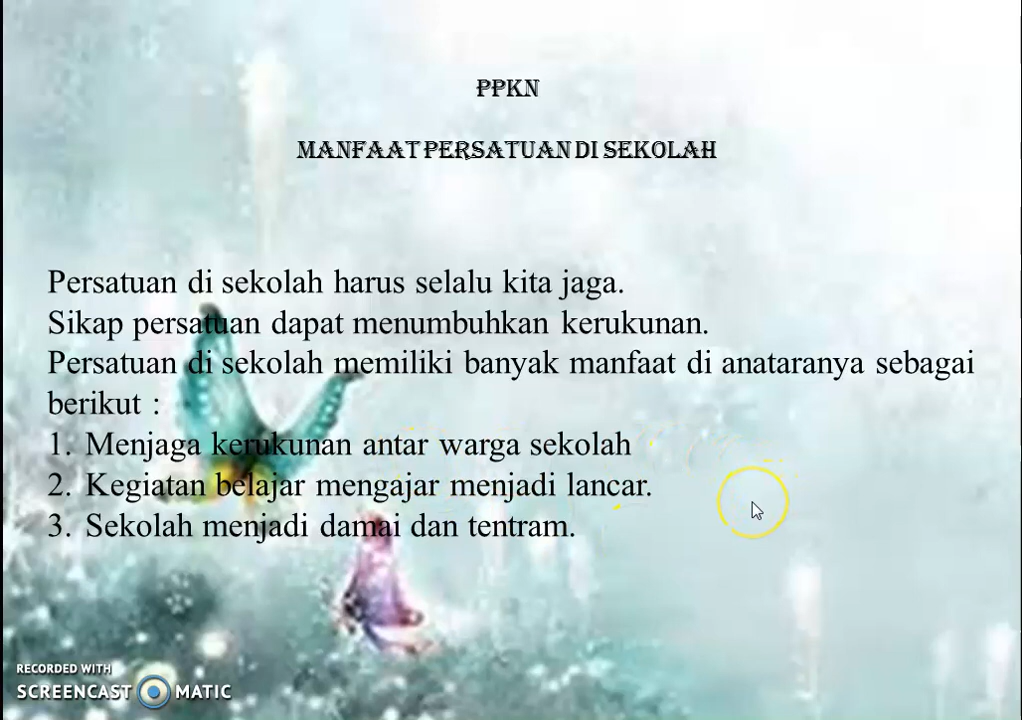 PPKN
MANFAAT PERSATUAN DI SEKOLAH
Persatuan di sekolah harus selalu kita jaga.
Sikap persatuan dapat menumbuhkan kerukunan.
Persatuan di sekolah memiliki banyak manfaat di anataranya sebagai
berikut :
1. Menjaga kerukunan antar warga sekolah
2. Kegiatan belajar mengajar menjadi lancar.
3. Sekolah menjadi damai dan tentram.
RECORDED WITH
SCREENCAST MATIC